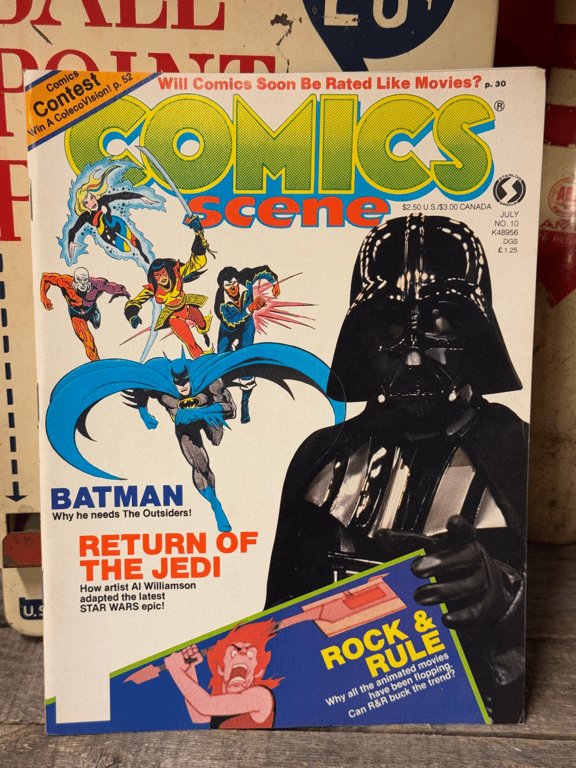 ALL
POINT
Comics
Contest
Win A ColecoVision! p. 52
Will Comics Soon Be Rated Like Movies? p. 30
COMICS®
scene
$2.50 U.S./$3.00 CANADA
JULY
NO. 10
K48956
DGS
£ 1.25
BATMAN
Why he needs The Outsiders!
RETURN OF
THE JEDI
How artist Al Williamson
adapted the latest
STAR WARS epic!
ROCK &
RULE
Why all the animated movies
have been flopping.
Can R&R buck the trend?
U.S